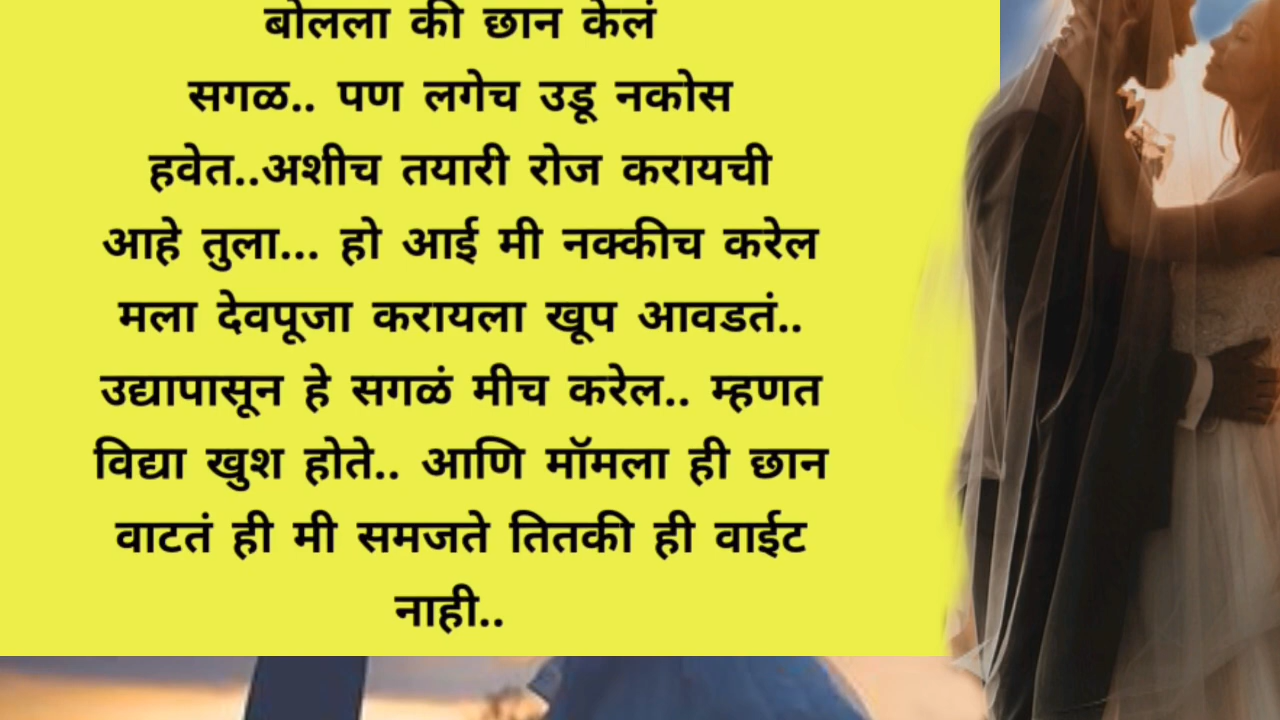 बोलला की छान केलं
सगळ.. पण लगेच उडू नकोस
हवेत..अशीच तयारी रोज करायची
आहे तुला... हो आई मी नक्कीच करेल
मला देवपूजा करायला खूप आवडतं..
उद्यापासून हे सगळं मीच करेल.. म्हणत
विद्या खुश होते.. आणि मॉमला ही छान
वाटतं ही मी समजते तितकी ही वाईट
नाही..